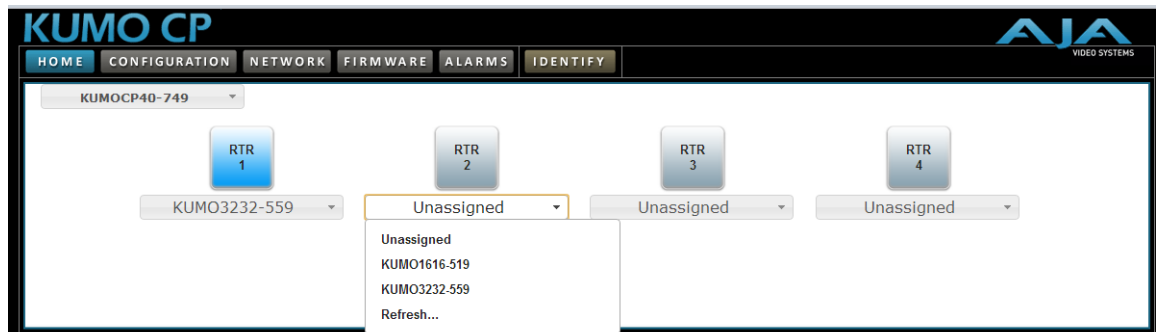 KUMO CP
AJA
VIDEO SYSTEMS
HOME CONFIGURATION NETWORK FIRMWARE ALARMS IDENTIFY
KUMOCP40-749
RTR
1
RTR
2
RTR
3
RTR
4
KUMO3232-559 Unassigned Unassigned Unassigned
Unassigned
KUMO1616-519
KUMO3232-559
Refresh...